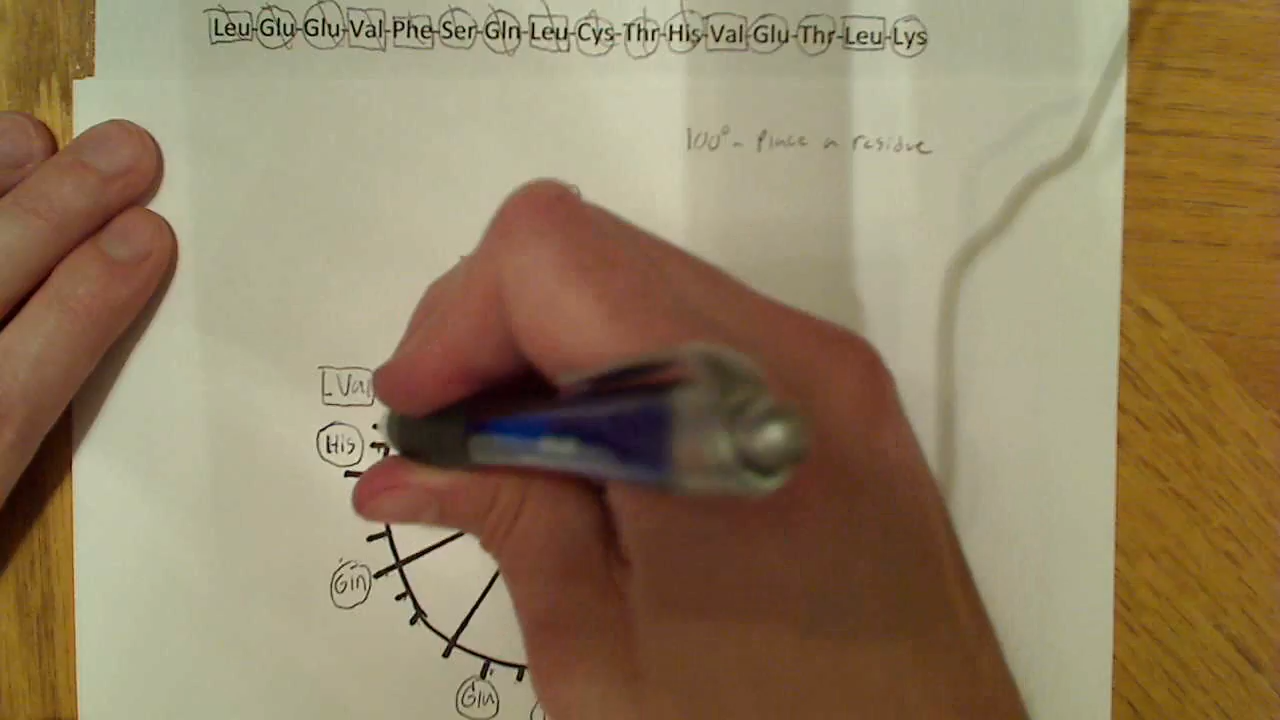 Leu-Glu-Glu-Val-Phe-Ser-Gln-Leu-Cys-Thr-His-Val-Glu-Thr-Leu-Lys
100° - Place a residue
Val
His
Gln
Glu